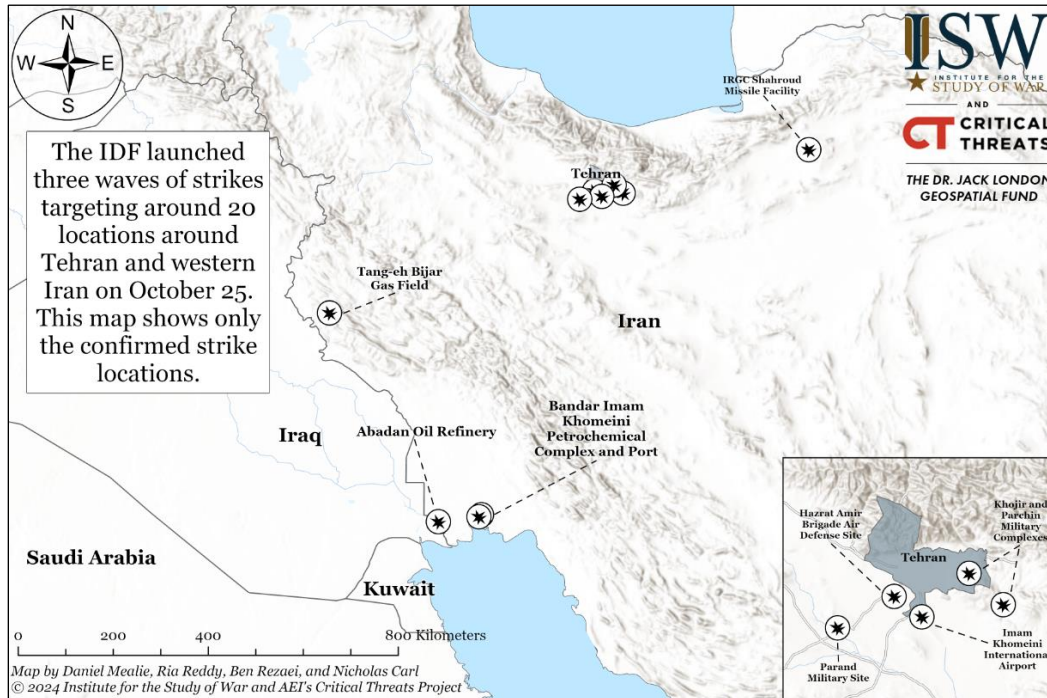 N
W
E
S
The IDF launched
three waves of strikes
targeting around 20
locations around
Tehran and western
Iran on October 25.
This map shows only
the confirmed strike
locations.
ISW
INSTITUTE FOR THE
STUDY OF WAR
AND
CT CRITICAL
THREATS
THE DR. JACK LONDON
GEOSPATIAL FUND
IRGC Shahroud
Missile Facility
Tehran
Tang-eh Bijar
Gas Field
Iran
Iraq
Abadan Oil Refinery
Bandar Imam
Khomeini
Petrochemical
Complex and Port
Saudi Arabia
Kuwait
Hazrat Amir
Brigade Air
Defense Site
Khojir and
Parchin
Military
Complexes
Tehran
Parand
Military Site
Imam
Khomeini
International
Airport
0 200 400 800 Kilometers
Map by Daniel Mealie, Ria Reddy, Ben Rezaei, and Nicholas Carl
© 2024 Institute for the Study of War and AEI's Critical Threats Project